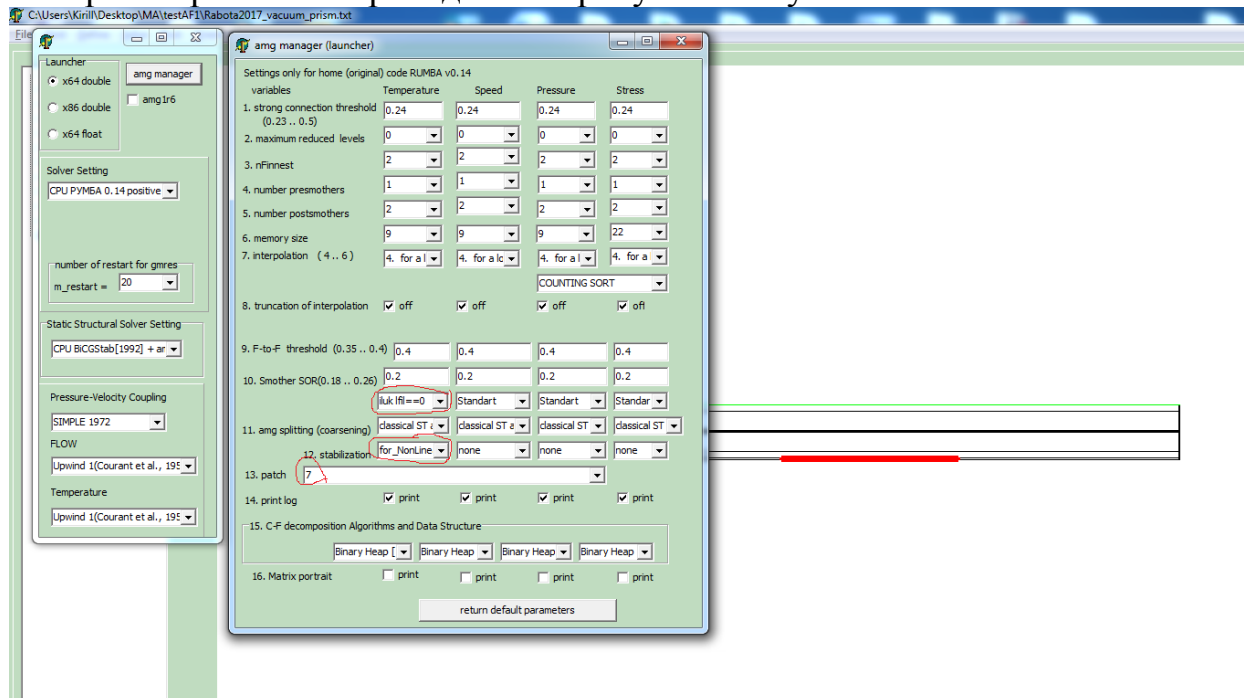 C:\Users\Kirill\Desktop\MA\testAF1\Rabota2017_vacuum_prism.txt
Launcher
x64 double
amg manager
x86 double
amg1r6
x64 float
Solver Setting
CPU РУМБА 0.14 positive
number of restart for gmres
m_restart = 20
Static Structural Solver Setting
CPU BiCGStab[1992] + ar
Pressure-Velocity Coupling
SIMPLE 1972
FLOW
Upwind 1(Courant et al., 195
Temperature
Upwind 1(Courant et al., 195
amg manager (launcher)
Settings only for home (original) code RUMBA v0.14
variables Temperature Speed Pressure Stress
1. strong connection threshold 0.24 0.24 0.24 0.24
(0.23 .. 0.5)
2. maximum reduced levels 0 0 0 0
3. nFinnest 2 2 2 2
4. number presmothers 1 1 1 1
5. number postsmothers 2 2 2 2
6. memory size 9 9 9 22
7. interpolation ( 4 .. 6 ) 4. for a l 4. for a lo 4. for a l 4. for a
COUNTING SORT
8. truncation of interpolation off off off off
9. F-to-F threshold (0.35 .. 0.4) 0.4 0.4 0.4 0.4
10. Smother SOR(0.18 .. 0.26) 0.2 0.2 0.2 0.2
iluk lfil==0 Standart Standart Standar
11. amg splitting (coarsening) classical ST a classical ST a classical ST classical ST
12. stabilization for_NonLine none none none
13. patch 7
14. print log print print print print
15. C-F decomposition Algorithms and Data Structure
Binary Heap [ Binary Heap Binary Heap Binary Heap
16. Matrix portrait print print print print
return default parameters